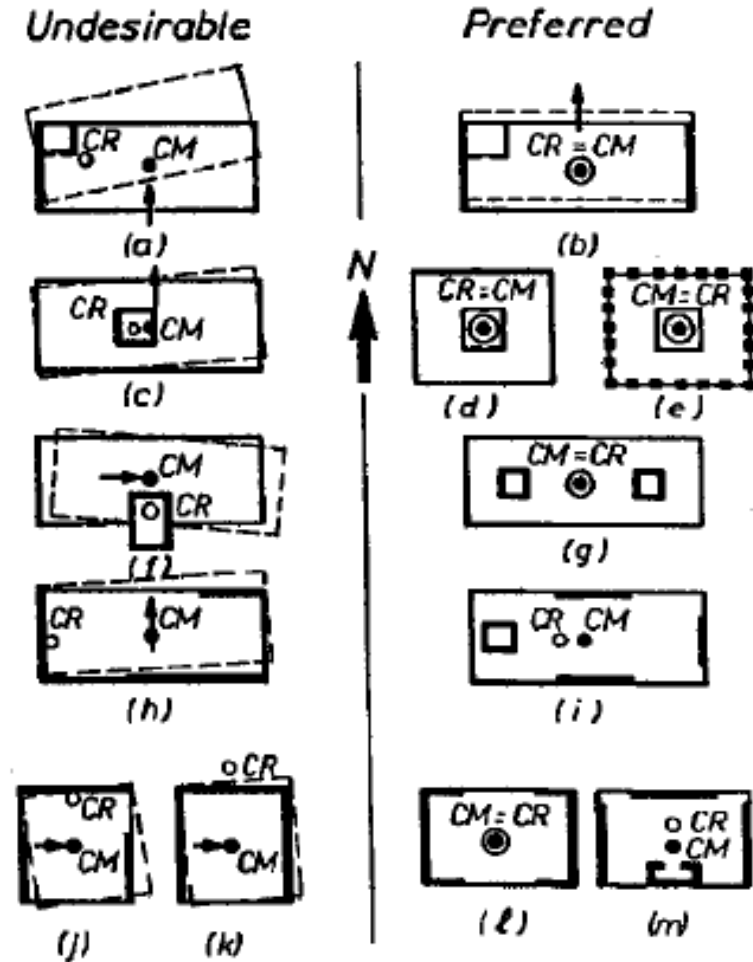 Undesirable Preferred
CR CM
CR = CM
(a) (b)
N
CR CM
CR = CM
CM = CR
(c) (d) (e)
CM
CR
CM = CR
(f) (g)
CR CM
CR CM
(h) (i)
CR
CR
CM
CM
CM = CR
CR
CM
(j) (k) (l) (m)